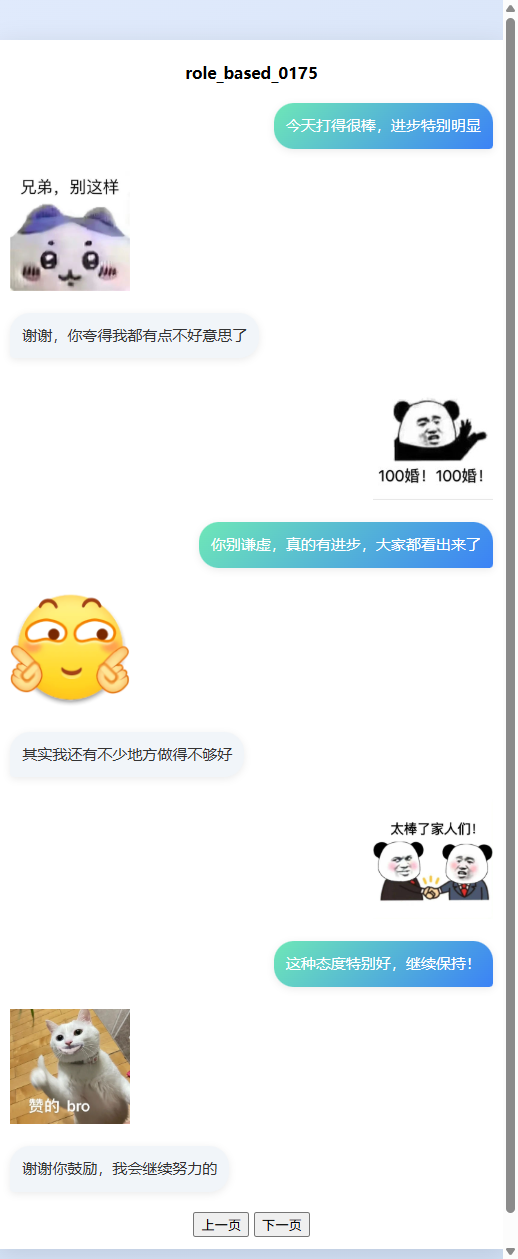 role_based_0175
今天打得很棒，进步特别明显
兄弟，别这样
谢谢，你夸得我都有点不好意思了
100婚！100婚！
你别谦虚，真的有进步，大家都看出来了
其实我还有不少地方做得不够好
太棒了家人们！
这种态度特别好，继续保持！
赞的 bro
谢谢你鼓励，我会继续努力的
上一页 下一页